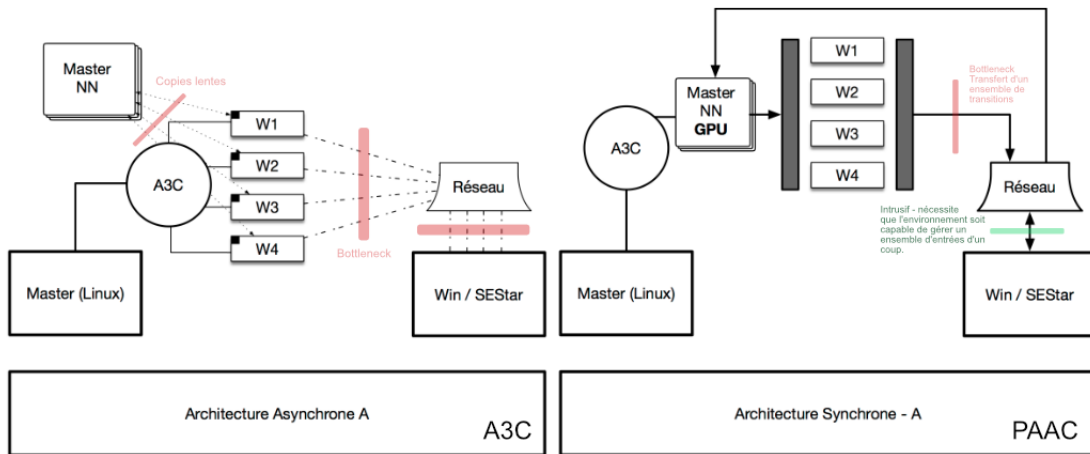 Master
NN
Copies lentes
W1
W2
W3
W4
A3C
Réseau
Bottleneck
Master (Linux)
Win / SEStar
Architecture Asynchrone A
A3C
Master
NN
GPU
A3C
W1
W2
W3
W4
Bottleneck
Transfert d'un
ensemble de
transitions
Réseau
Intrusif - nécessite
que l'environnement soit
capable de gérer un
ensemble d'entrées d'un
coup.
Master (Linux)
Win / SEStar
Architecture Synchrone - A
PAAC